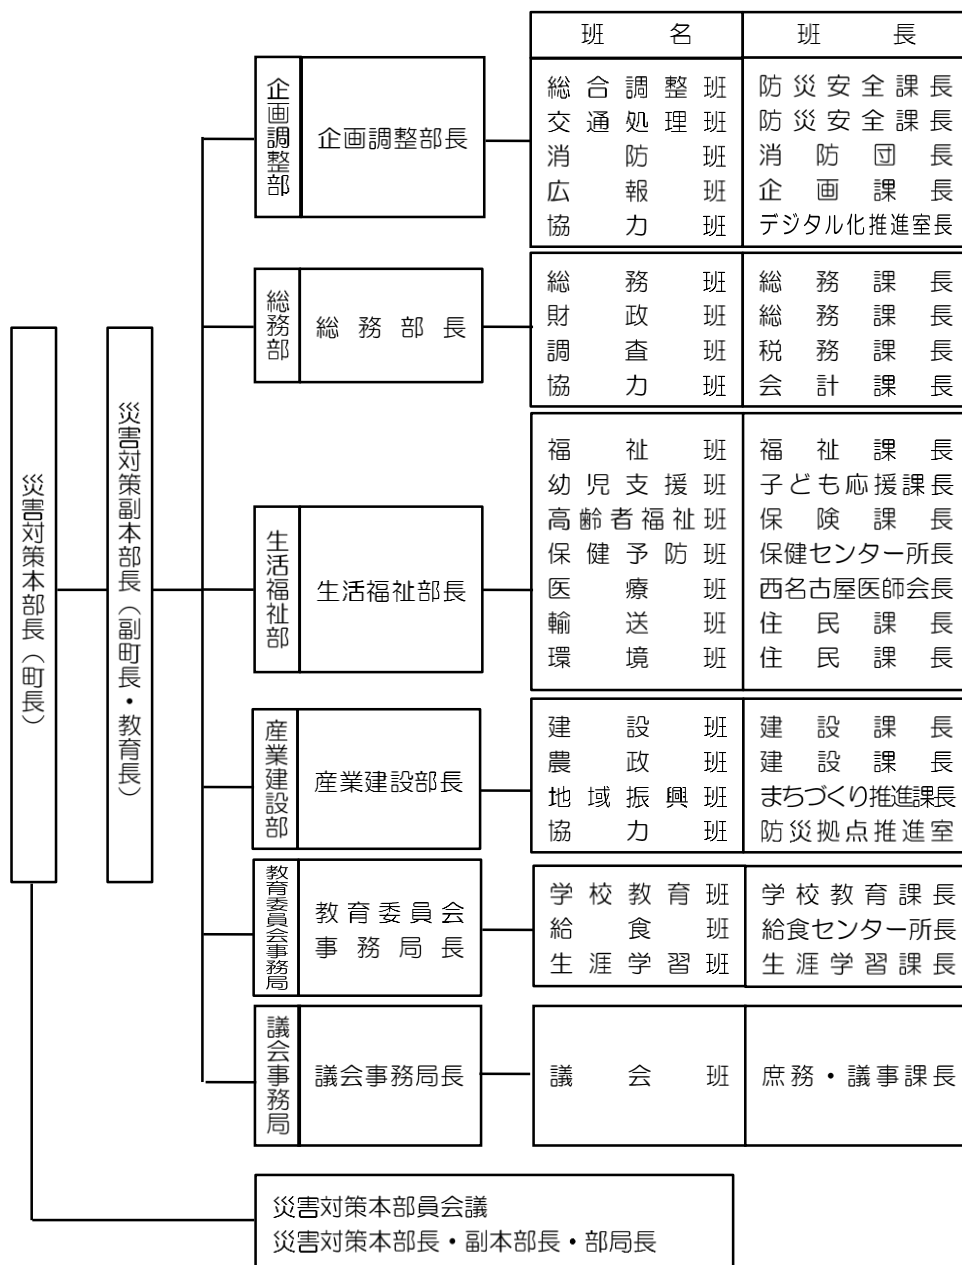 班名 班長
企画調整部 企画調整部長
総合調整班 防災安全課長
交通処理班 防災安全課長
消防班 消防団長
広報班 企画課長
協力班 デジタル化推進室長
総務部 総務部長
総務班 総務課長
財政班 総務課長
調査班 税務課長
協力班 会計課長
災害対策本部長(町長)
災害対策副本部長(副町長・教育長)
生活福祉部 生活福祉部長
福祉班 福祉課長
幼児支援班 子ども応援課長
高齢者福祉班 保険課長
保健予防班 保健センター所長
医療班 西名古屋医師会長
輸送班 住民課長
環境班 住民課長
産業建設部 産業建設部長
建設班 建設課長
農政班 建設課長
地域振興班 まちづくり推進課長
協力班 防災拠点推進室
教育委員会事務局 教育委員会
事務局長
学校教育班 学校教育課長
給食班 給食センター所長
生涯学習班 生涯学習課長
議会事務局 議会事務局長
議会班 庶務・議事課長
災害対策本部員会議
災害対策本部長・副本部長・部局長